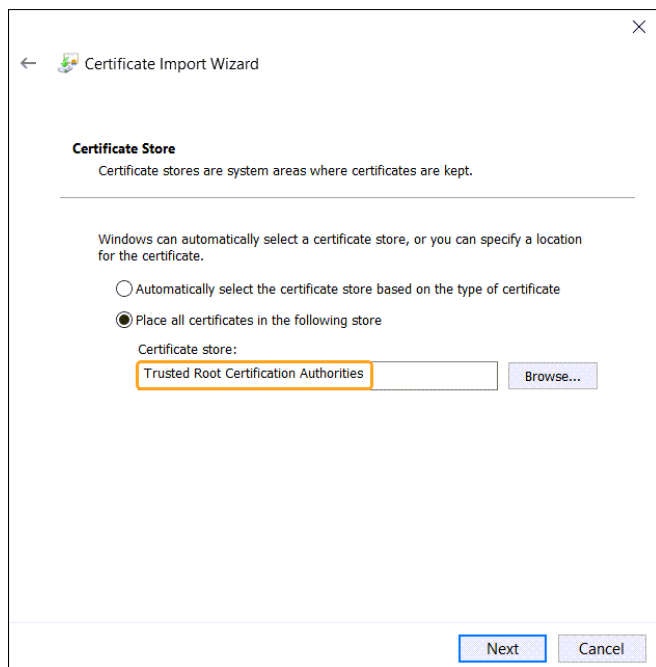 Certificate Import Wizard
Certificate Store
Certificate stores are system areas where certificates are kept.
Windows can automatically select a certificate store, or you can specify a location
for the certificate.
Automatically select the certificate store based on the type of certificate
Place all certificates in the following store
Certificate store:
Trusted Root Certification Authorities
Browse...
Next
Cancel